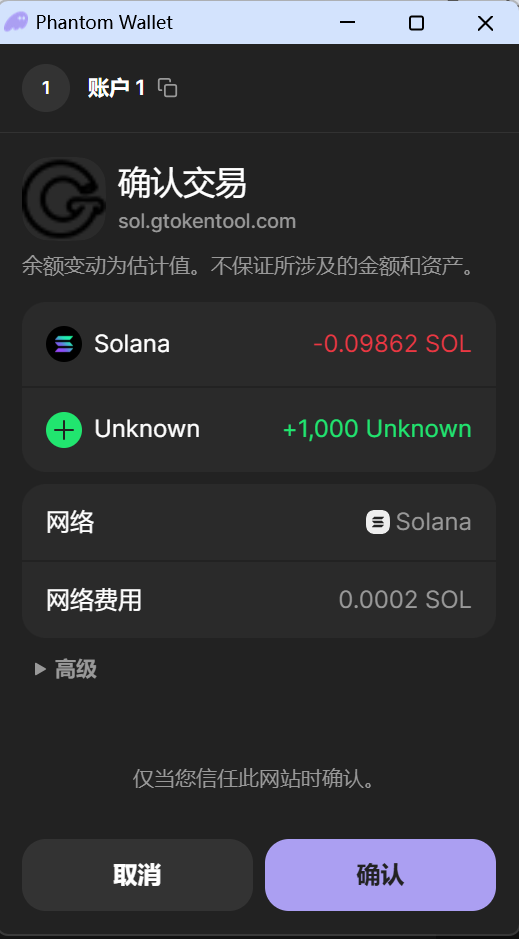 Phantom Wallet
1
账户 1
确认交易
sol.gtokentool.com
余额变动为估计值。不保证所涉及的金额和资产。
Solana
-0.09862 SOL
Unknown
+1,000 Unknown
网络
Solana
网络费用
0.0002 SOL
高级
仅当您信任此网站时确认。
取消
确认